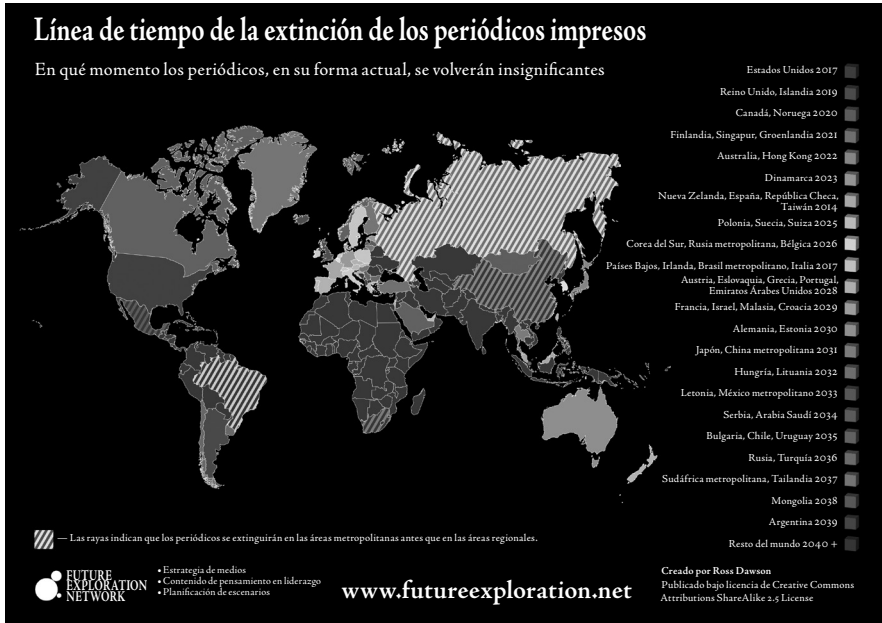 Línea de tiempo de la extinción de los periódicos impresos
En qué momento los periódicos, en su forma actual, se volverán insignificantes
Estados Unidos 2017
Reino Unido, Islandia 2019
Canadá, Noruega 2020
Finlandia, Singapur, Groenlandia 2021
Australia, Hong Kong 2022
Dinamarca 2023
Nueva Zelanda, España, República Checa,
Taiwán 2014
Polonia, Suecia, Suiza 2025
Corea del Sur, Rusia metropolitana, Bélgica 2026
Países Bajos, Irlanda, Brasil metropolitano, Italia 2017
Austria, Eslovaquia, Grecia, Portugal,
Emiratos Árabes Unidos 2028
Francia, Israel, Malasia, Croacia 2029
Alemania, Estonia 2030
Japón, China metropolitana 2031
Hungría, Lituania 2032
Letonia, México metropolitano 2033
Serbia, Arabia Saudí 2034
Bulgaria, Chile, Uruguay 2035
Rusia, Turquía 2036
Sudáfrica metropolitana, Tailandia 2037
Mongolia 2038
Argentina 2039
Resto del mundo 2040 +
— Las rayas índican que los periódicos se extinguirán en las áreas metropolitanas antes que en las áreas regionales.
FUTURE
EXPLORATION
NETWORK
• Estrategia de medios
• Contenido de pensamiento en liderazgo
• Planificación de escenarios
www.futureexploration.net
Creado por Ross Dawson
Publicado bajo licencia de Creative Commons
Attributions ShareAlike 2.5 License